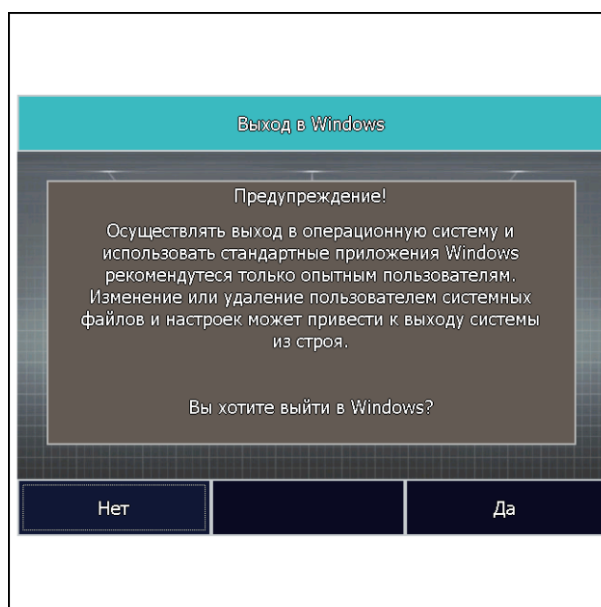 Выход в Windows
Предупреждение!
Осуществлять выход в операционную систему и
использовать стандартные приложения Windows
рекомендутеся только опытным пользователям.
Изменение или удаление пользователем системных
файлов и настроек может привести к выходу системы
из строя.
Вы хотите выйти в Windows?
Нет
Да